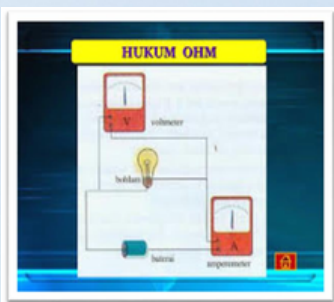 HUKUM OHM
V
voltmeter
bohlam
A
baterai
amperemeter